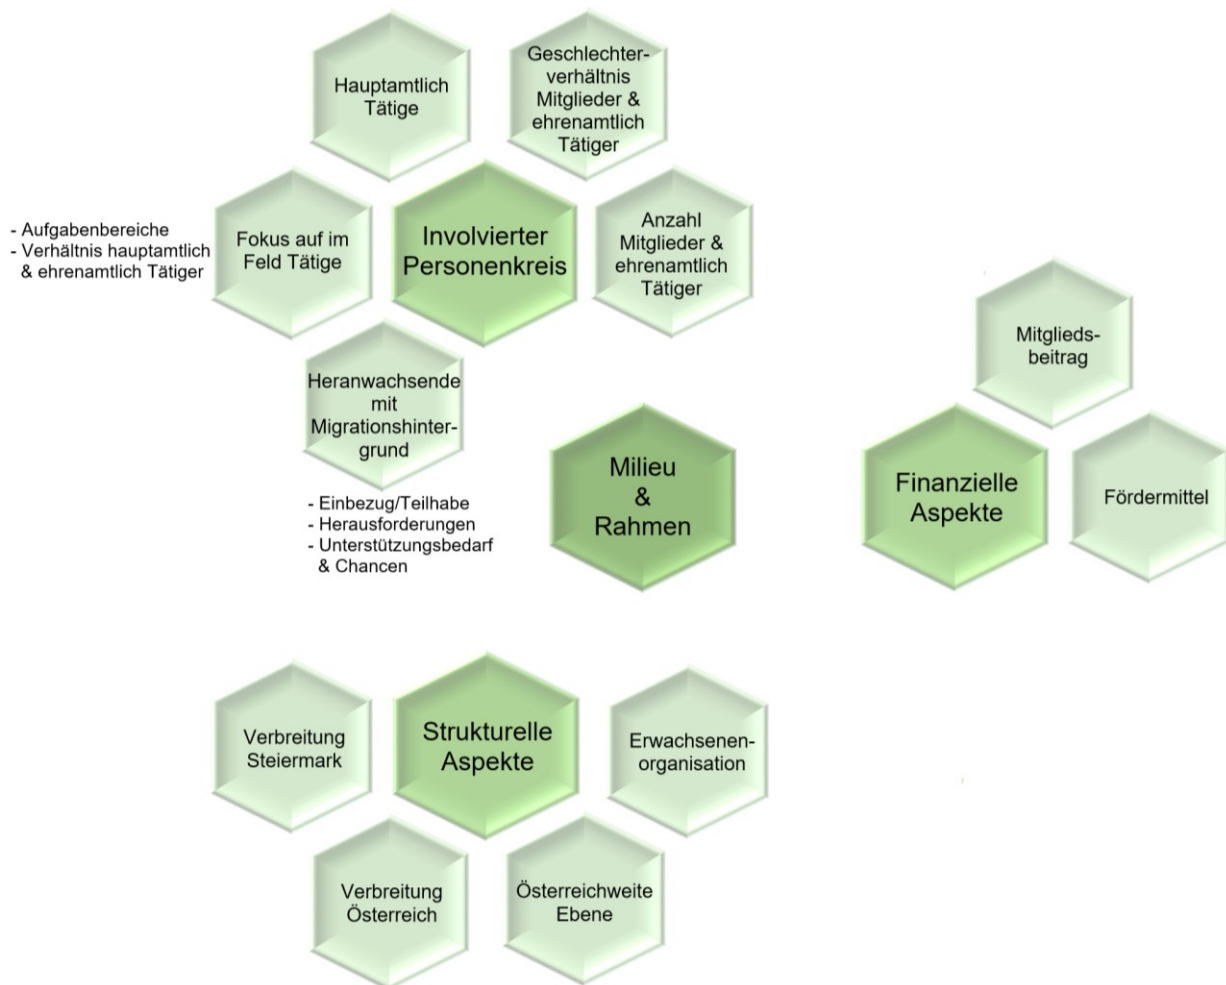 Hauptamtlich
Tätige
Geschlechter-
verhältnis
Mitglieder &
ehrenamtlich
Tätiger
- Aufgabenbereiche
- Verhältnis hauptamtlich
& ehrenamtlich Tätiger
Fokus auf im
Feld Tätige
Involvierter
Personenkreis
Anzahl
Mitglieder &
ehrenamtlich
Tätiger
Heranwachsende
mit
Migrationshinter-
grund
- Einbezug/Teilhabe
- Herausforderungen
- Unterstützungsbedarf
& Chancen
Milieu
&
Rahmen
Mitglieds-
beitrag
Finanzielle
Aspekte
Fördermittel
Verbreitung
Steiermark
Strukturelle
Aspekte
Erwachsenen-
organisation
Verbreitung
Österreich
Österreichweite
Ebene